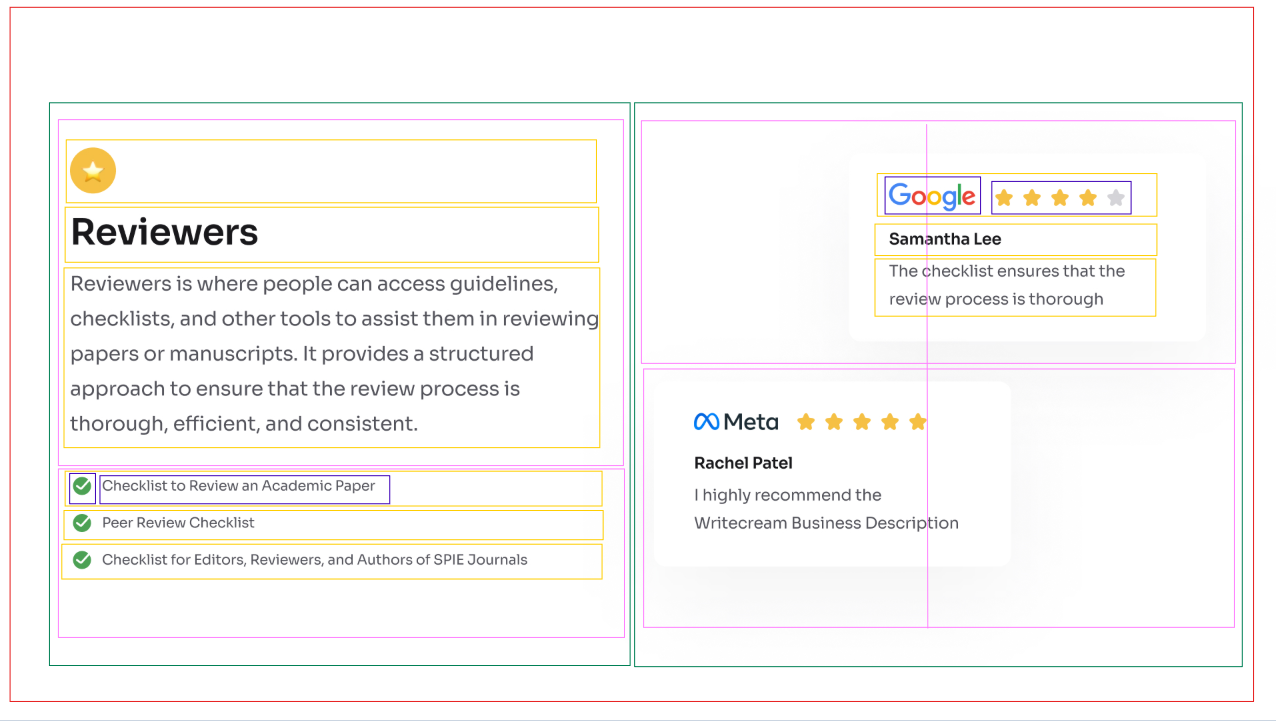 Reviewers
Reviewers is where people can access guidelines,
checklists, and other tools to assist them in reviewing
papers or manuscripts. It provides a structured
approach to ensure that the review process is
thorough, efficient, and consistent.
Checklist to Review an Academic Paper
Peer Review Checklist
Checklist for Editors, Reviewers, and Authors of SPIE Journals
Google
Samantha Lee
The checklist ensures that the
review process is thorough
Meta
Rachel Patel
I highly recommend the
Writecream Business Description